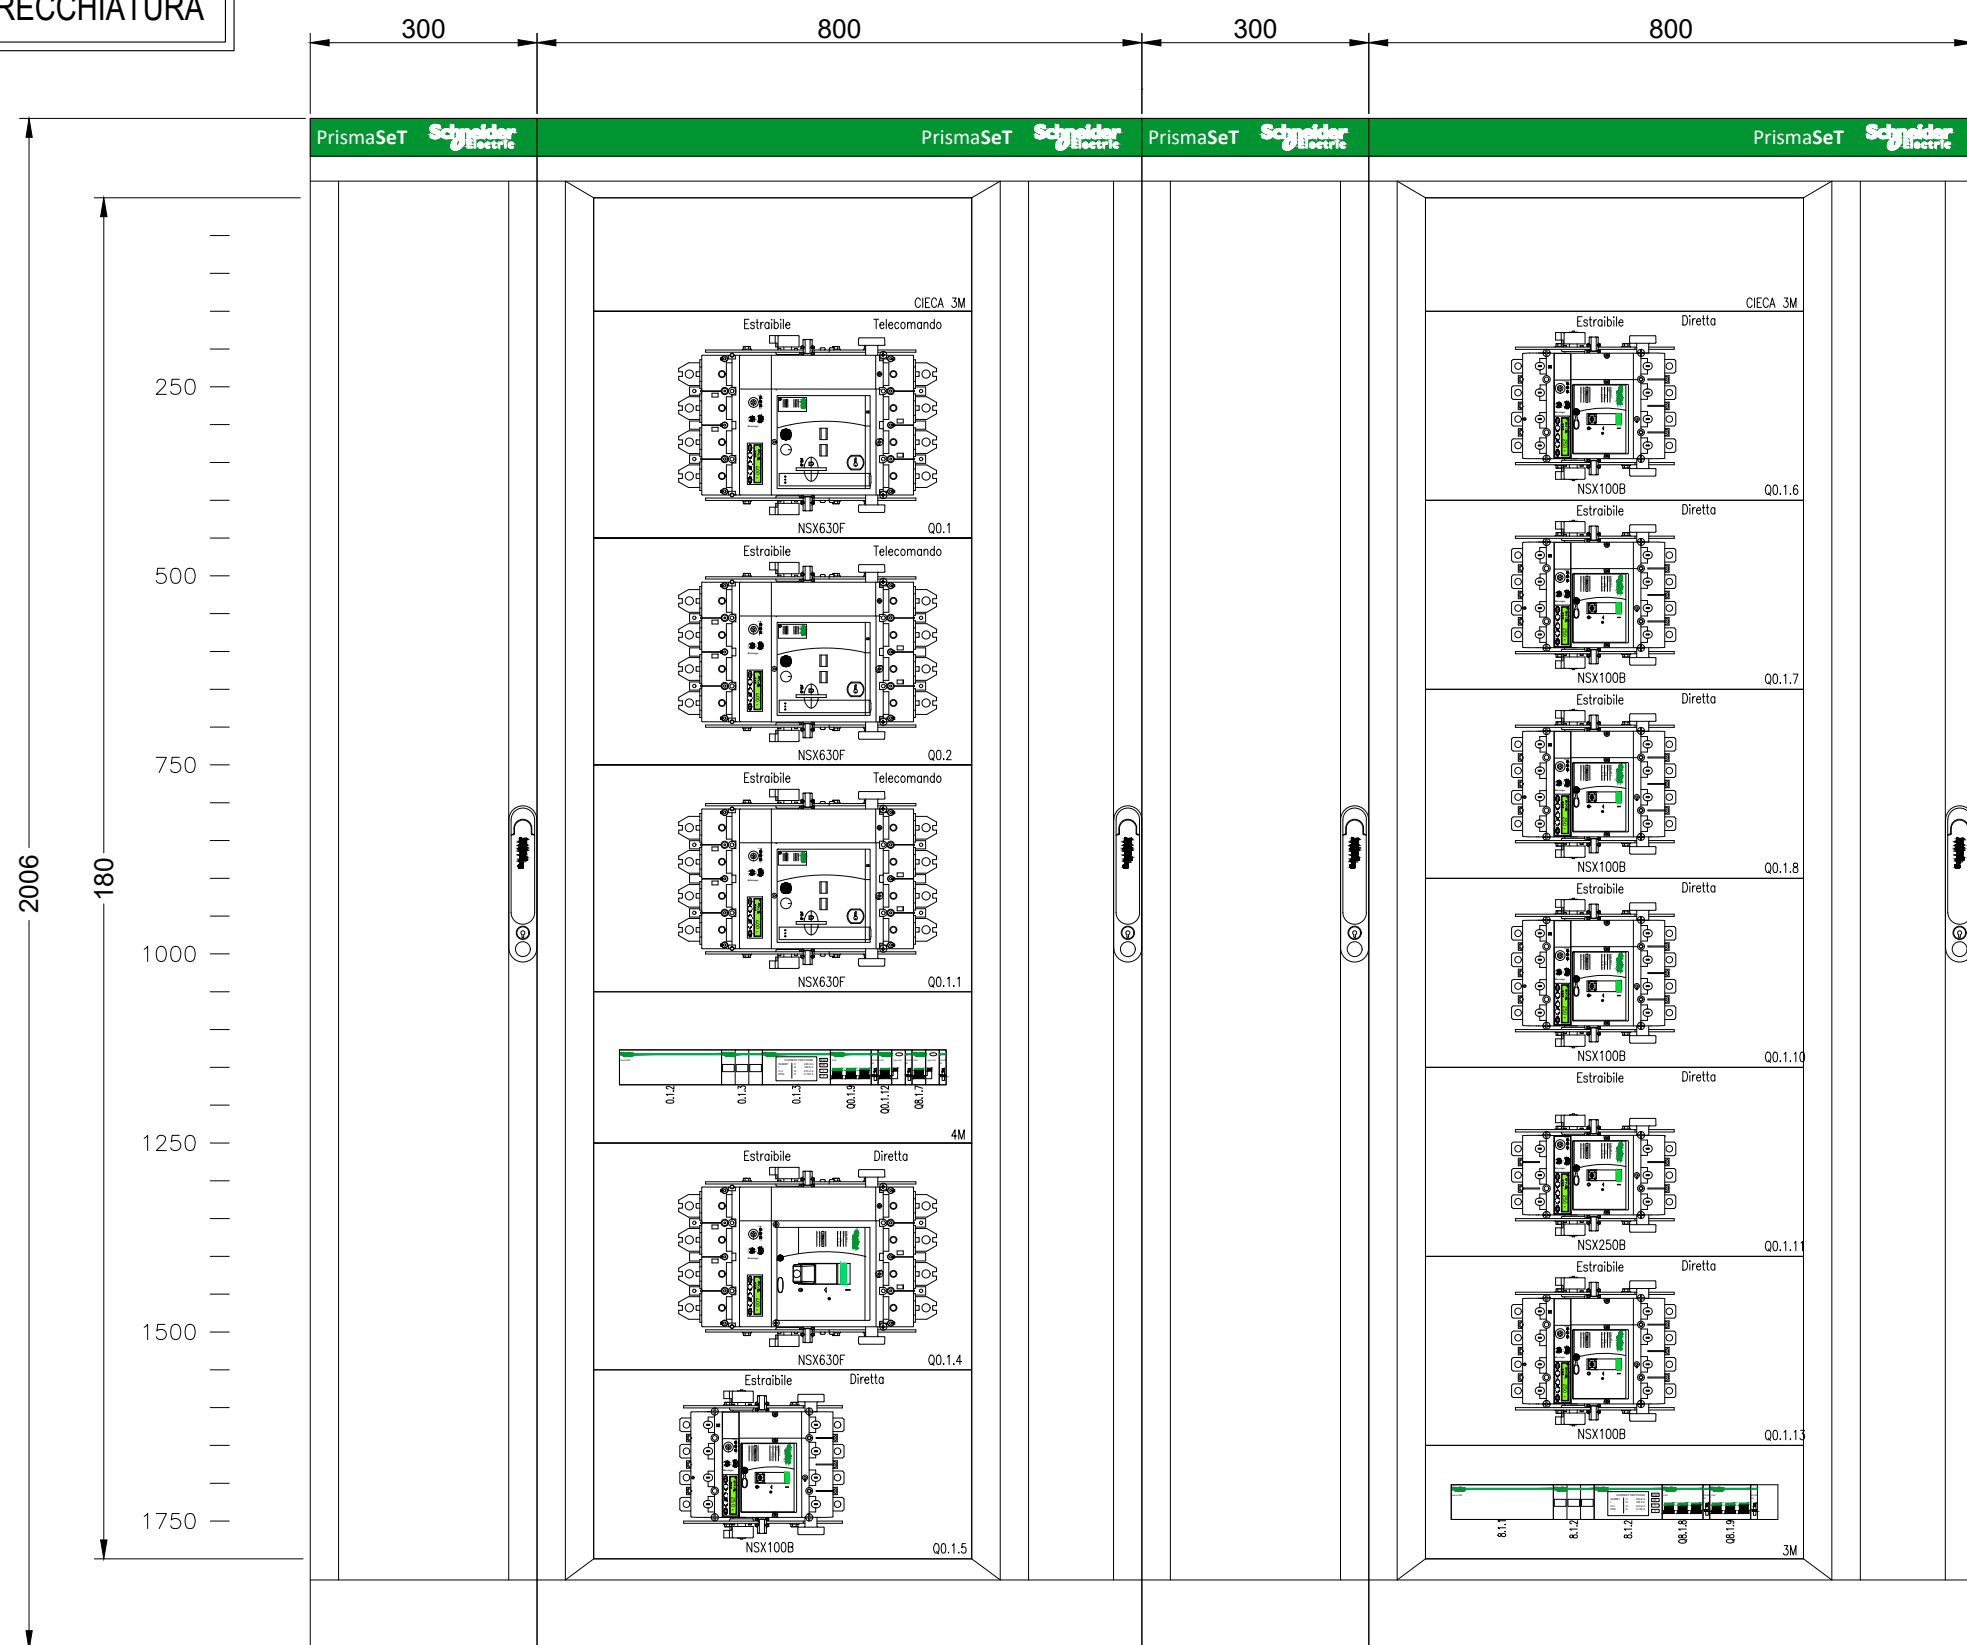 RECCHIATURA
300
800
300
800
PrismaSeT Schneider Electric
PrismaSeT Schneider Electric
PrismaSeT Schneider Electric
PrismaSeT Schneider Electric
2006
180
250
500
750
1000
1250
1500
1750
CIECA 3M
Estraibile Telecomando
NSX630F Q0.1
Estraibile Telecomando
NSX630F Q0.2
Estraibile Telecomando
NSX630F Q0.1.1
0.1.2
0.1.3
0.1.3
Q0.1.9
Q0.1.12
Q8.1.7
4M
Estraibile Diretta
NSX630F Q0.1.4
Estraibile Diretta
NSX100B Q0.1.5
CIECA 3M
Estraibile Diretta
NSX100B Q0.1.6
Estraibile Diretta
NSX100B Q0.1.7
Estraibile Diretta
NSX100B Q0.1.8
Estraibile Diretta
NSX100B Q0.1.10
Estraibile Diretta
NSX250B Q0.1.11
Estraibile Diretta
NSX100B Q0.1.13
8.1.1
8.1.2
8.1.2
Q8.1.8
Q8.1.9
3M